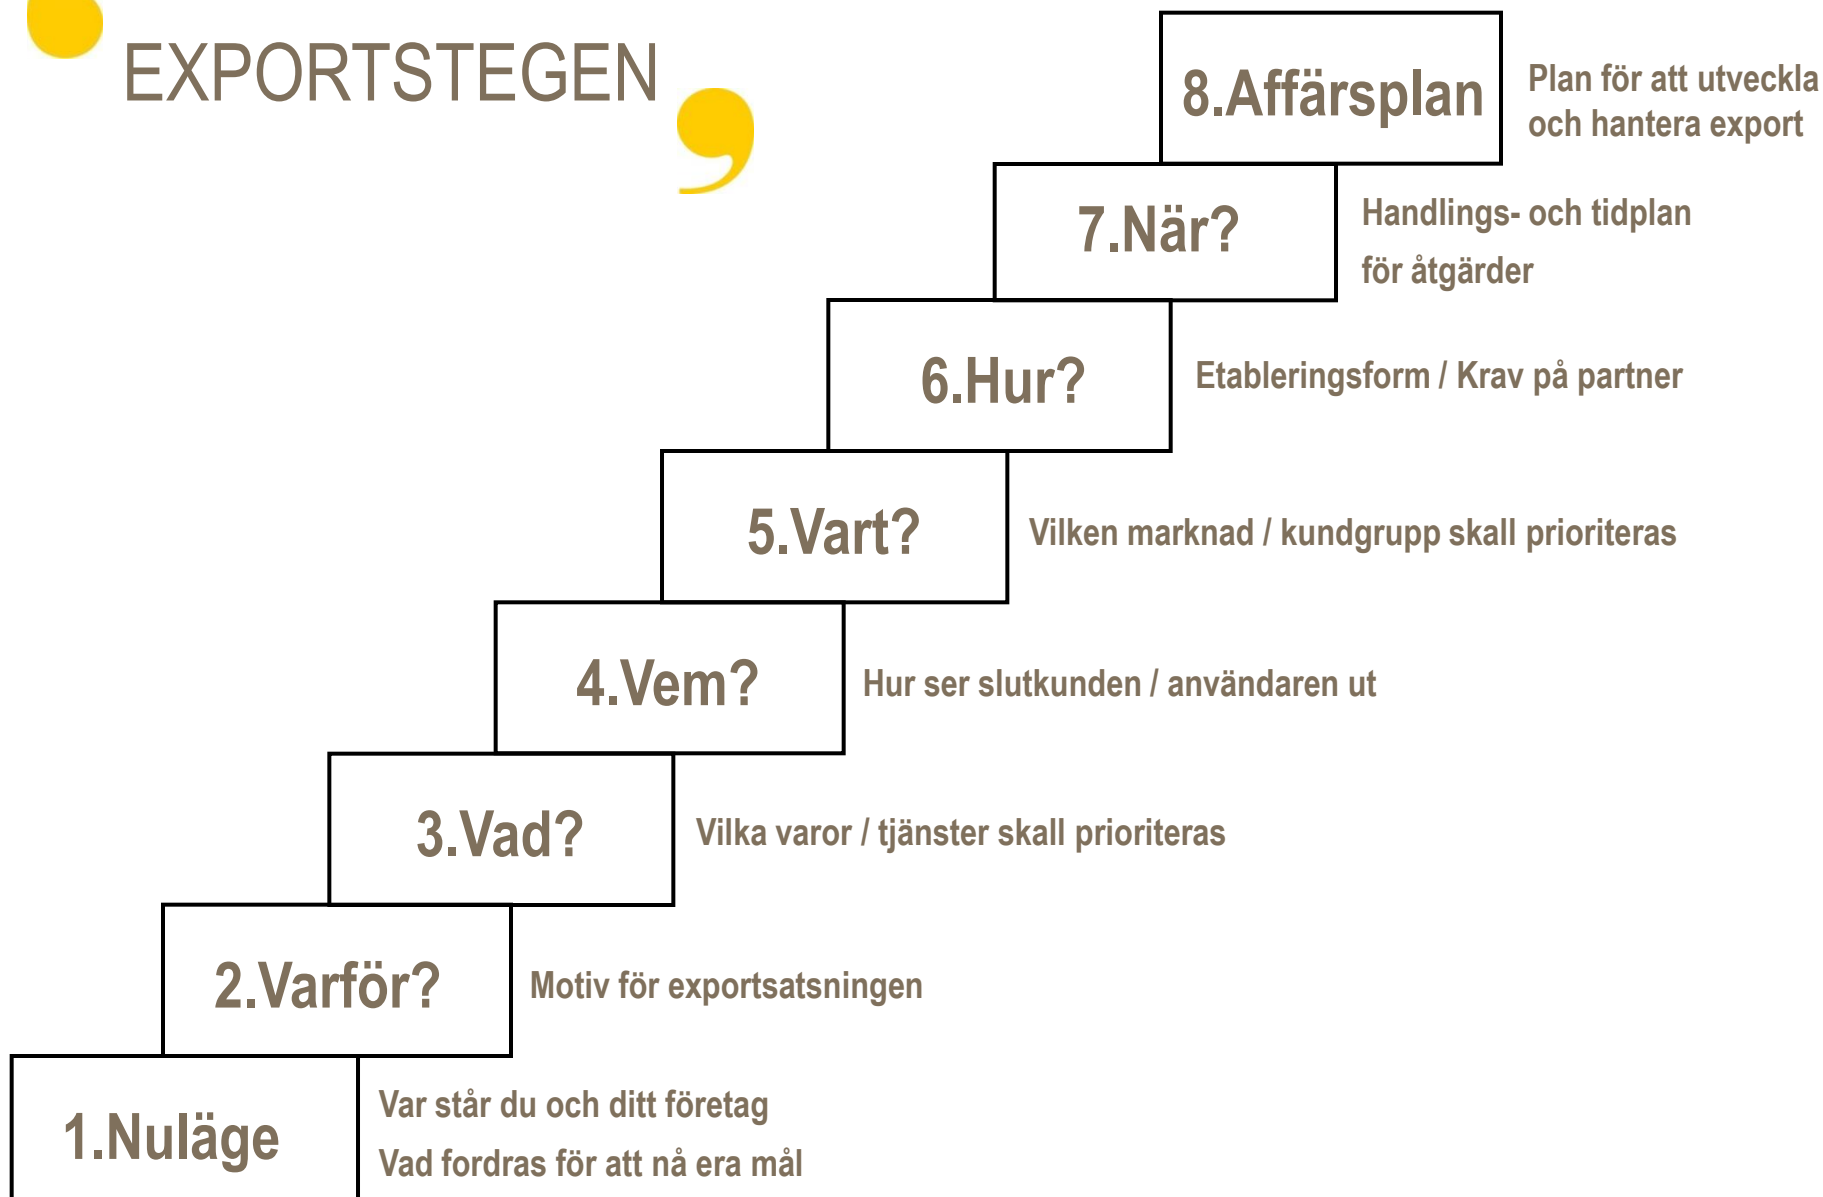 EXPORTSTEGEN
8.Affärsplan
Plan för att utveckla
och hantera export
7.När?
Handlings- och tidplan
för åtgärder
6.Hur?
Etableringsform / Krav på partner
5.Vart?
Vilken marknad / kundgrupp skall prioriteras
4.Vem?
Hur ser slutkunden / användaren ut
3.Vad?
Vilka varor / tjänster skall prioriteras
2.Varför?
Motiv för exportsatsningen
1.Nuläge
Var står du och ditt företag
Vad fordras för att nå era mål